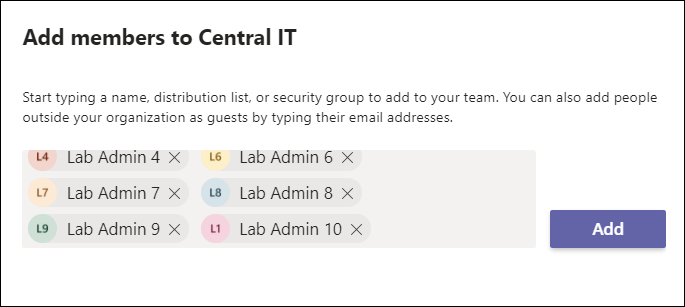 Add members to Central IT
Start typing a name, distribution list, or security group to add to your team. You can also add people
outside your organization as guests by typing their email addresses.
L4 Lab Admin 4 L6 Lab Admin 6
L7 Lab Admin 7 L8 Lab Admin 8
L9 Lab Admin 9 L1 Lab Admin 10
Add